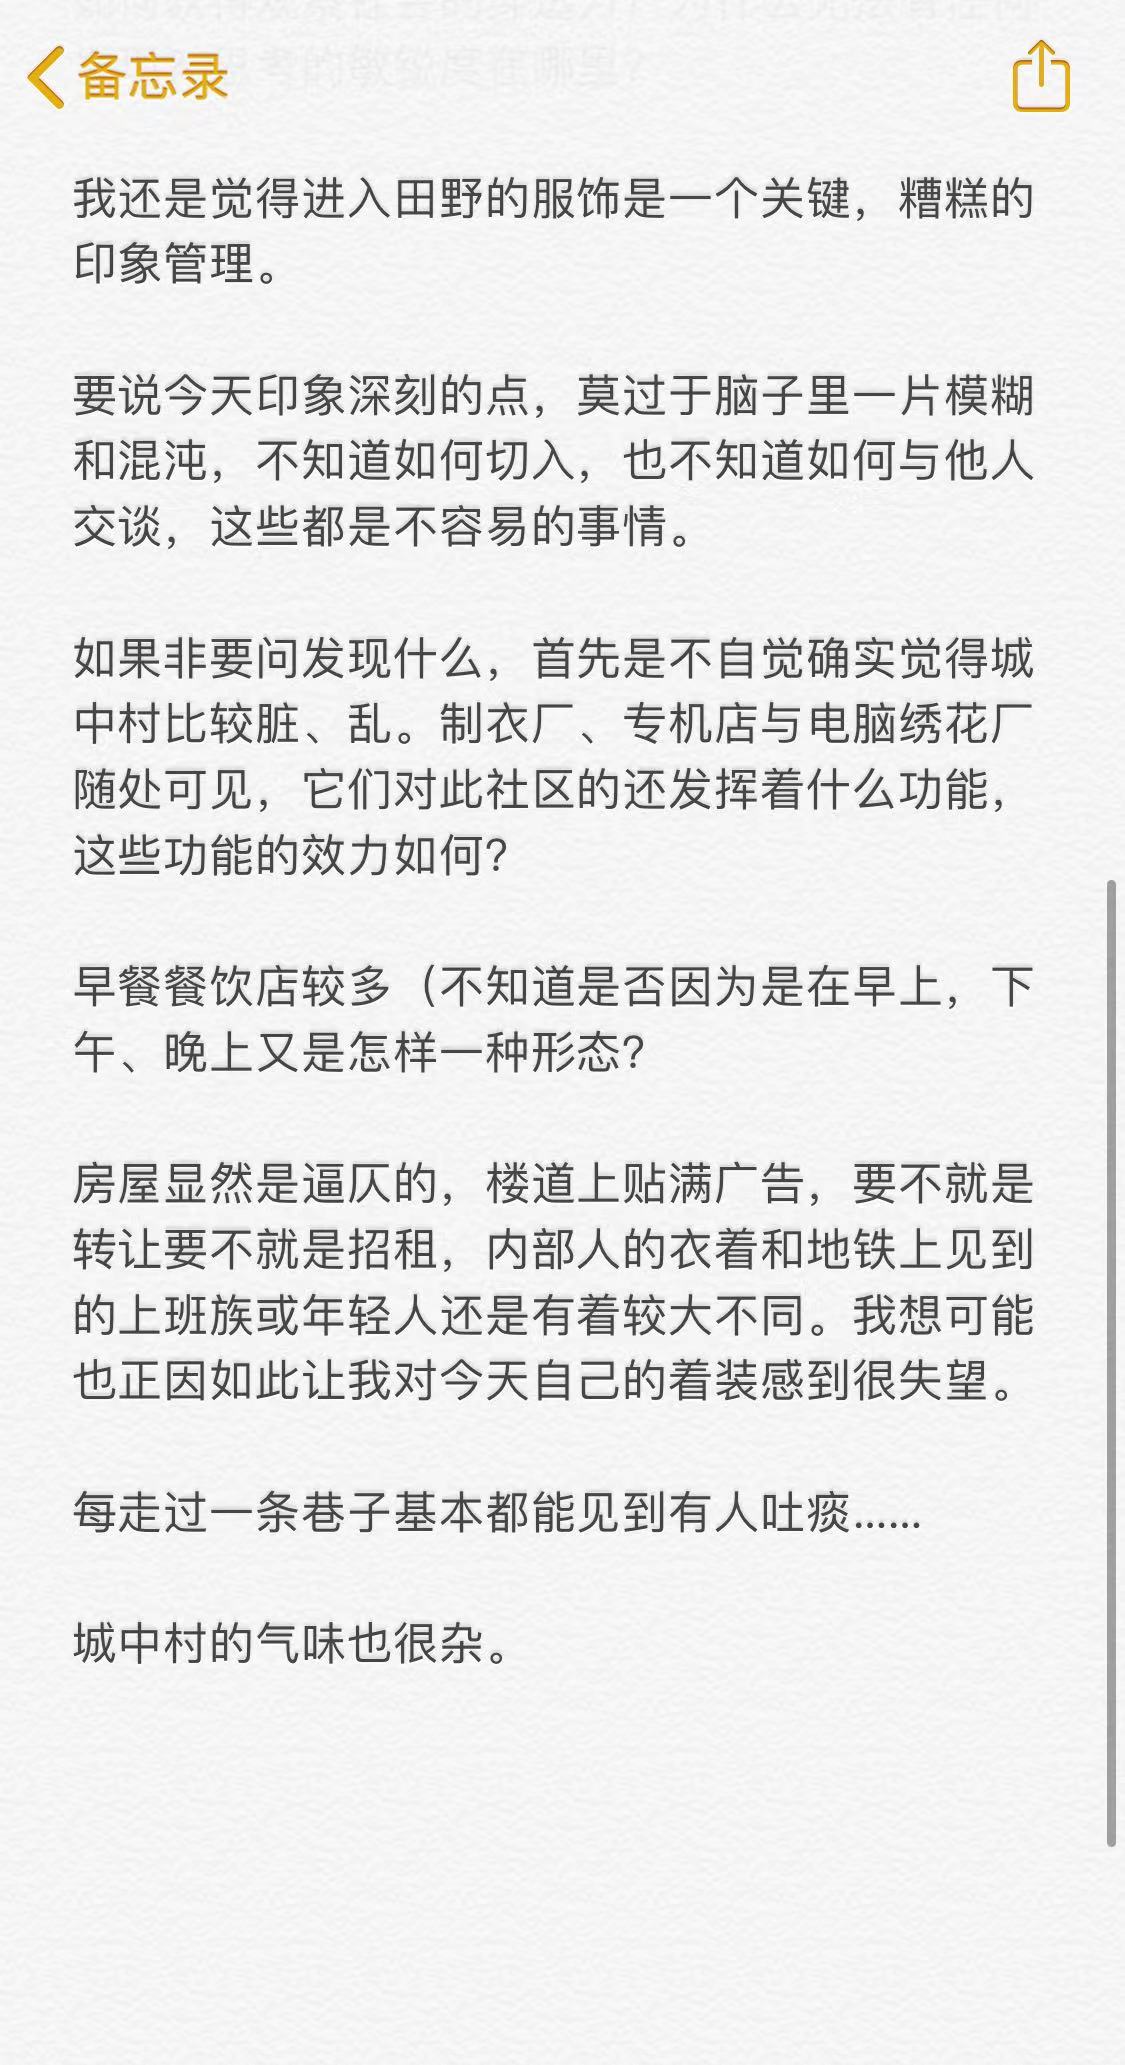 备忘录
我还是觉得进入田野的服饰是一个关键，糟糕的
印象管理。
要说今天印象深刻的点，莫过于脑子里一片模糊
和混沌，不知道如何切入，也不知道如何与他人
交谈，这些都是不容易的事情。
如果非要问发现什么，首先是不自觉确实觉得城
中村比较脏、乱。制衣厂、专机店与电脑绣花厂
随处可见，它们对此社区的还发挥着什么功能，
这些功能的效力如何？
早餐餐饮店较多（不知道是否因为是在早上，下
午、晚上又是怎样一种形态？
房屋显然是逼仄的，楼道上贴满广告，要不就是
转让要不就是招租，内部人的衣着和地铁上见到
的上班族或年轻人还是有着较大不同。我想可能
也正因如此让我对今天自己的着装感到很失望。
每走过一条巷子基本都能见到有人吐痰……
城中村的气味也很杂。